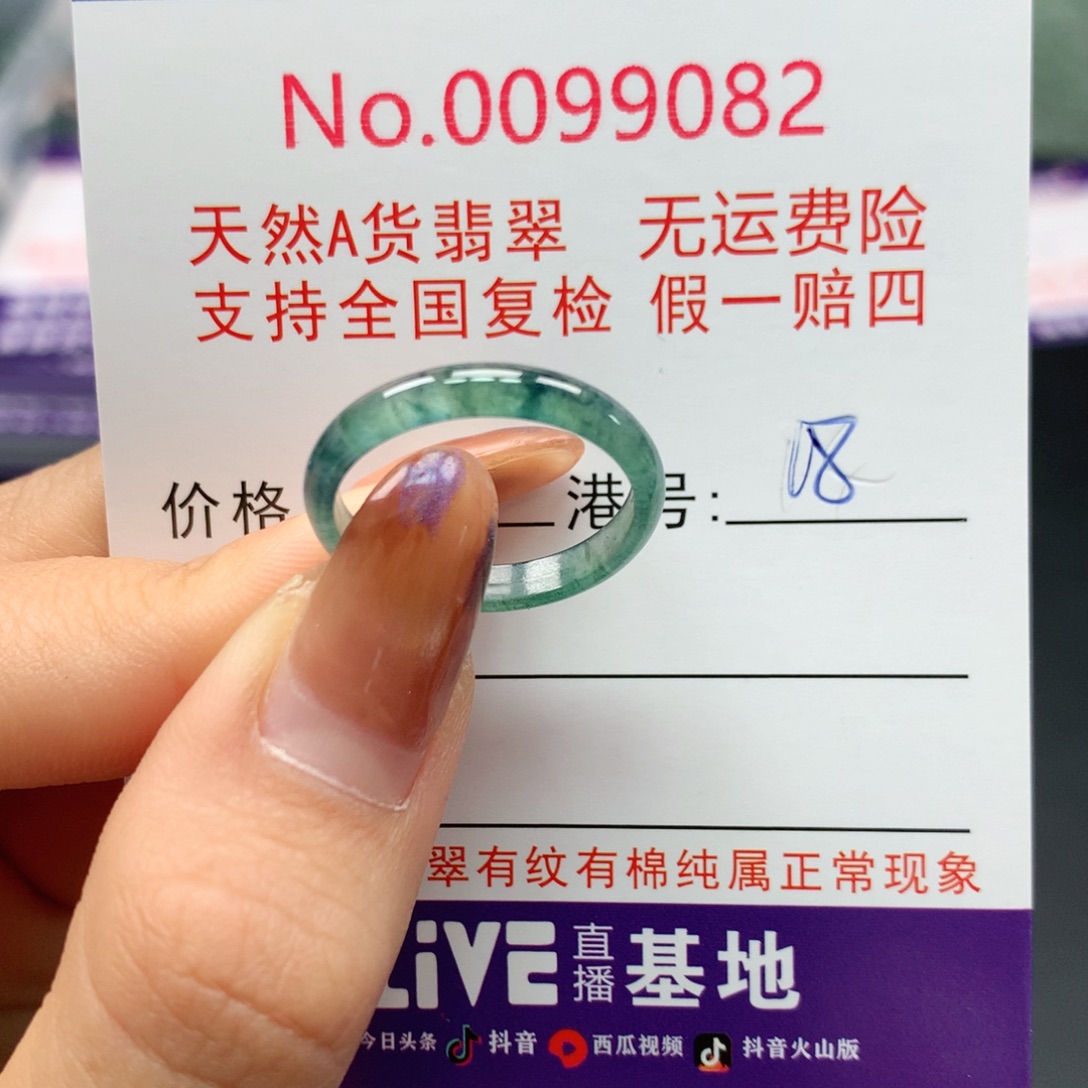 No.0099082
天然A货翡翠 无运费险
支持全国复检 假一赔四
价格 港号: 18
翠有纹有棉纯属正常现象
LiVE 直播 基地
今日头条 抖音 西瓜视频 抖音火山版